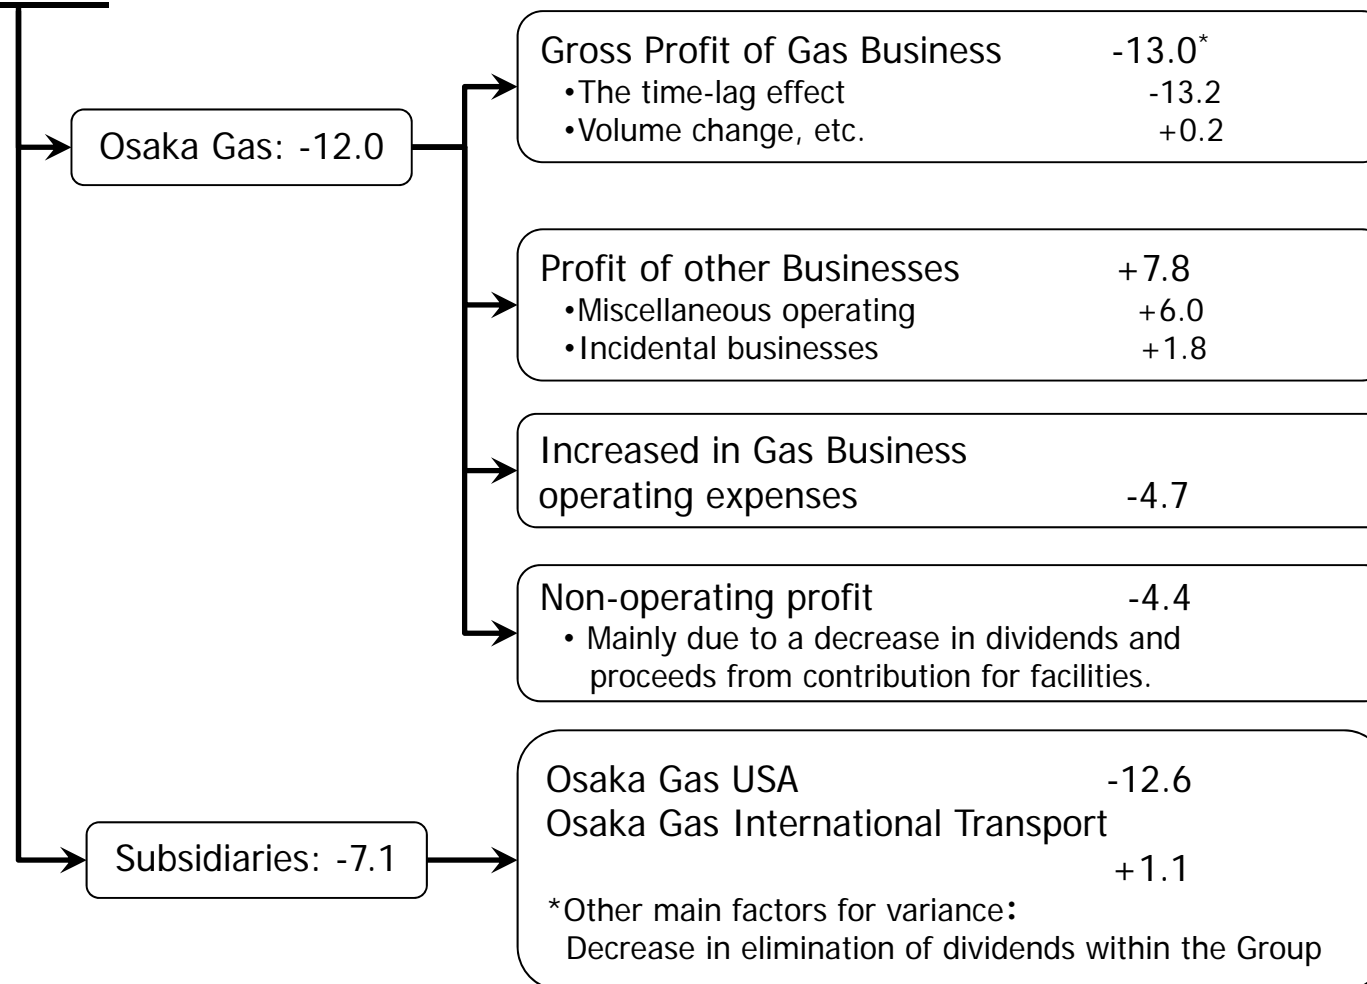 Gross Profit of Gas Business -13.0*
•The time-lag effect -13.2
•Volume change, etc. +0.2
Osaka Gas: -12.0
Profit of other Businesses +7.8
•Miscellaneous operating +6.0
•Incidental businesses +1.8
Increased in Gas Business
operating expenses -4.7
Non-operating profit -4.4
• Mainly due to a decrease in dividends and
proceeds from contribution for facilities.
Subsidiaries: -7.1
Osaka Gas USA -12.6
Osaka Gas International Transport
+1.1
*Other main factors for variance:
Decrease in elimination of dividends within the Group